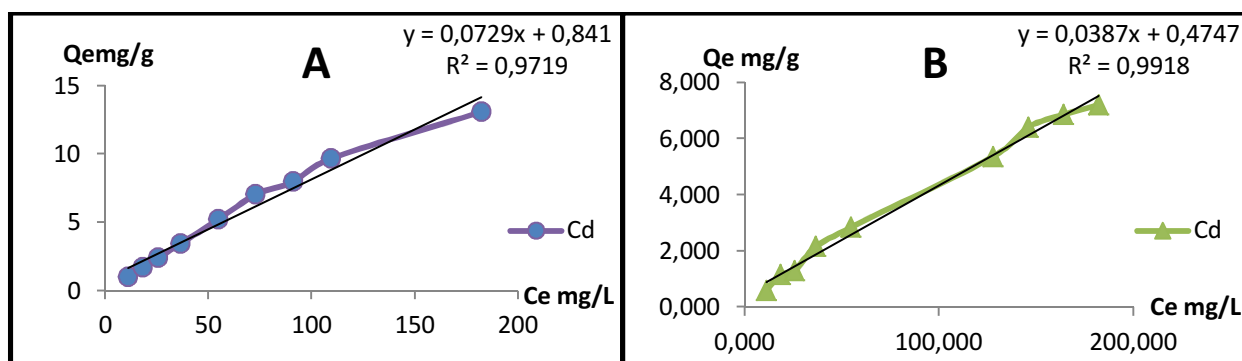 Qemg/g
A
y = 0,0729x + 0,841
R² = 0,9719
15
10
5
0
Cd
Ce mg/L
0 50 100 150 200
Qe mg/g
B
y = 0,0387x + 0,4747
R² = 0,9918
8,000
6,000
4,000
2,000
0,000
Cd
Ce mg/L
0,000 100,000 200,000